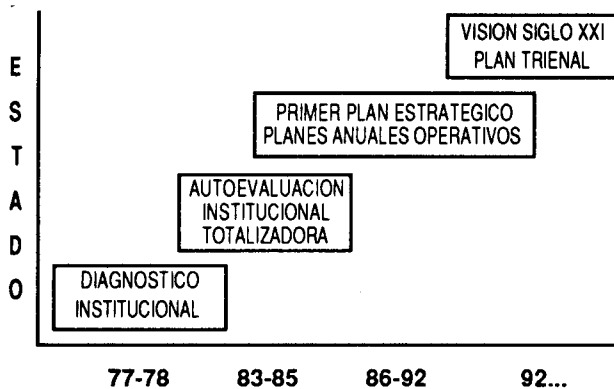 VISION SIGLO XXI
PLAN TRIENAL
PRIMER PLAN ESTRATEGICO
PLANES ANUALES OPERATIVOS
AUTOEVALUACION
INSTITUCIONAL
TOTALIZADORA
DIAGNOSTICO
INSTITUCIONAL
E
S
T
A
D
O
77-78 83-85 86-92 92...